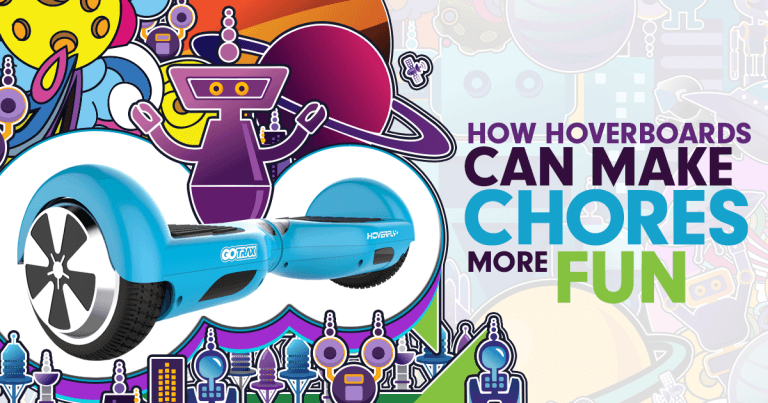 GOTRAX
HOVERFLY
HOW HOVERBOARDS
CAN MAKE
CHORES
MORE FUN